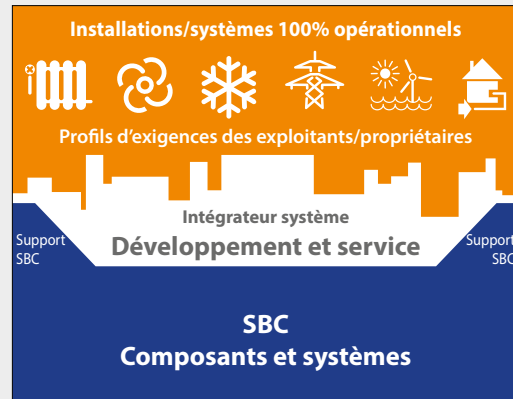 Installations/systèmes 100% opérationnels
Profils d'exigences des exploitants/propriétaires
Intégrateur système
Développement et service
Support
SBC
Support
SBC
SBC
Composants et systèmes